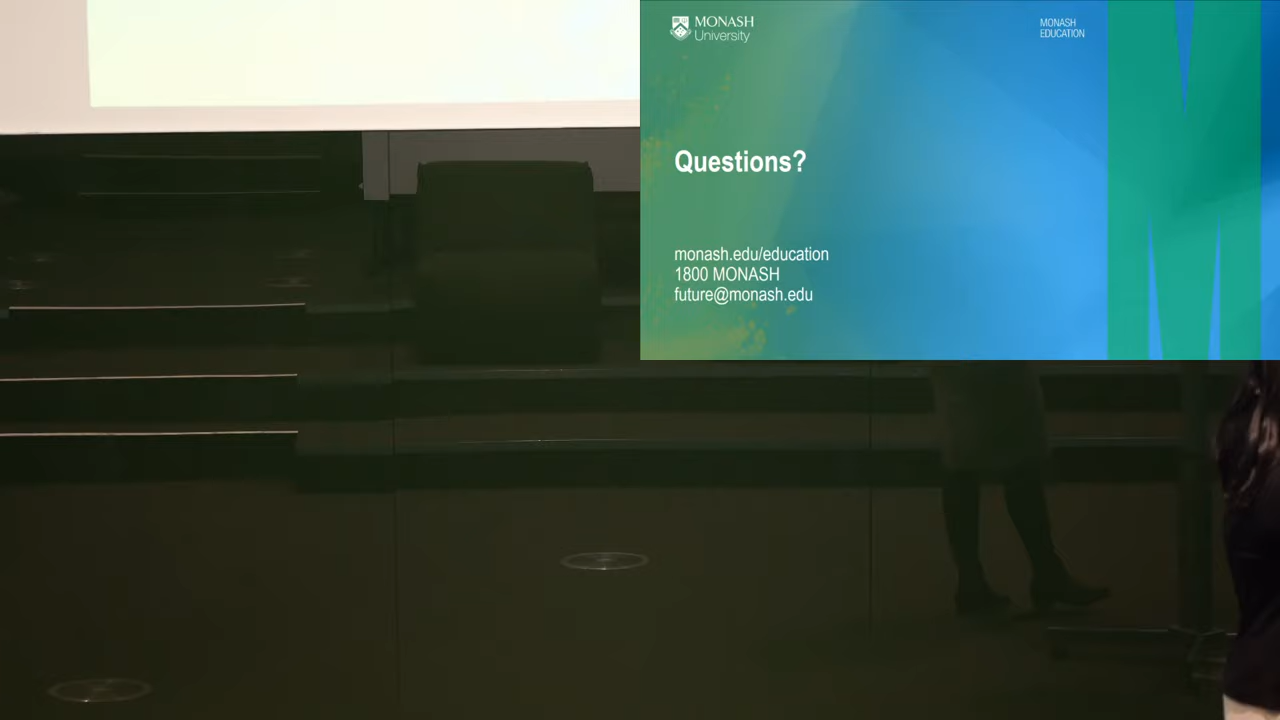 MONASH
University
MONASH
EDUCATION
Questions?
monash.edu/education
1800 MONASH
future@monash.edu